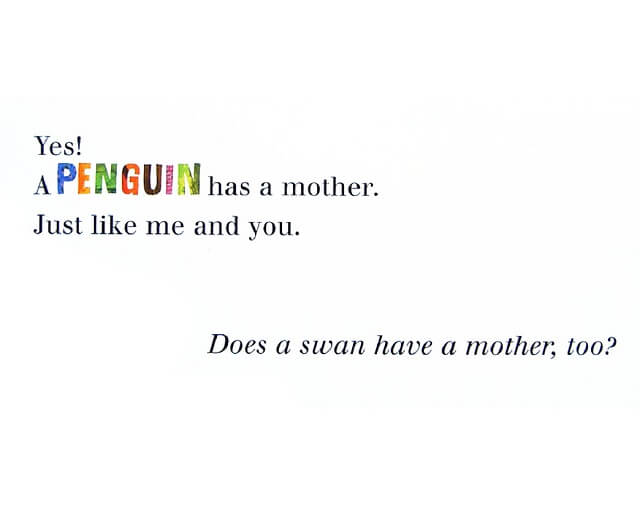 Yes!
A PENGUIN has a mother.
Just like me and you.
Does a swan have a mother, too?